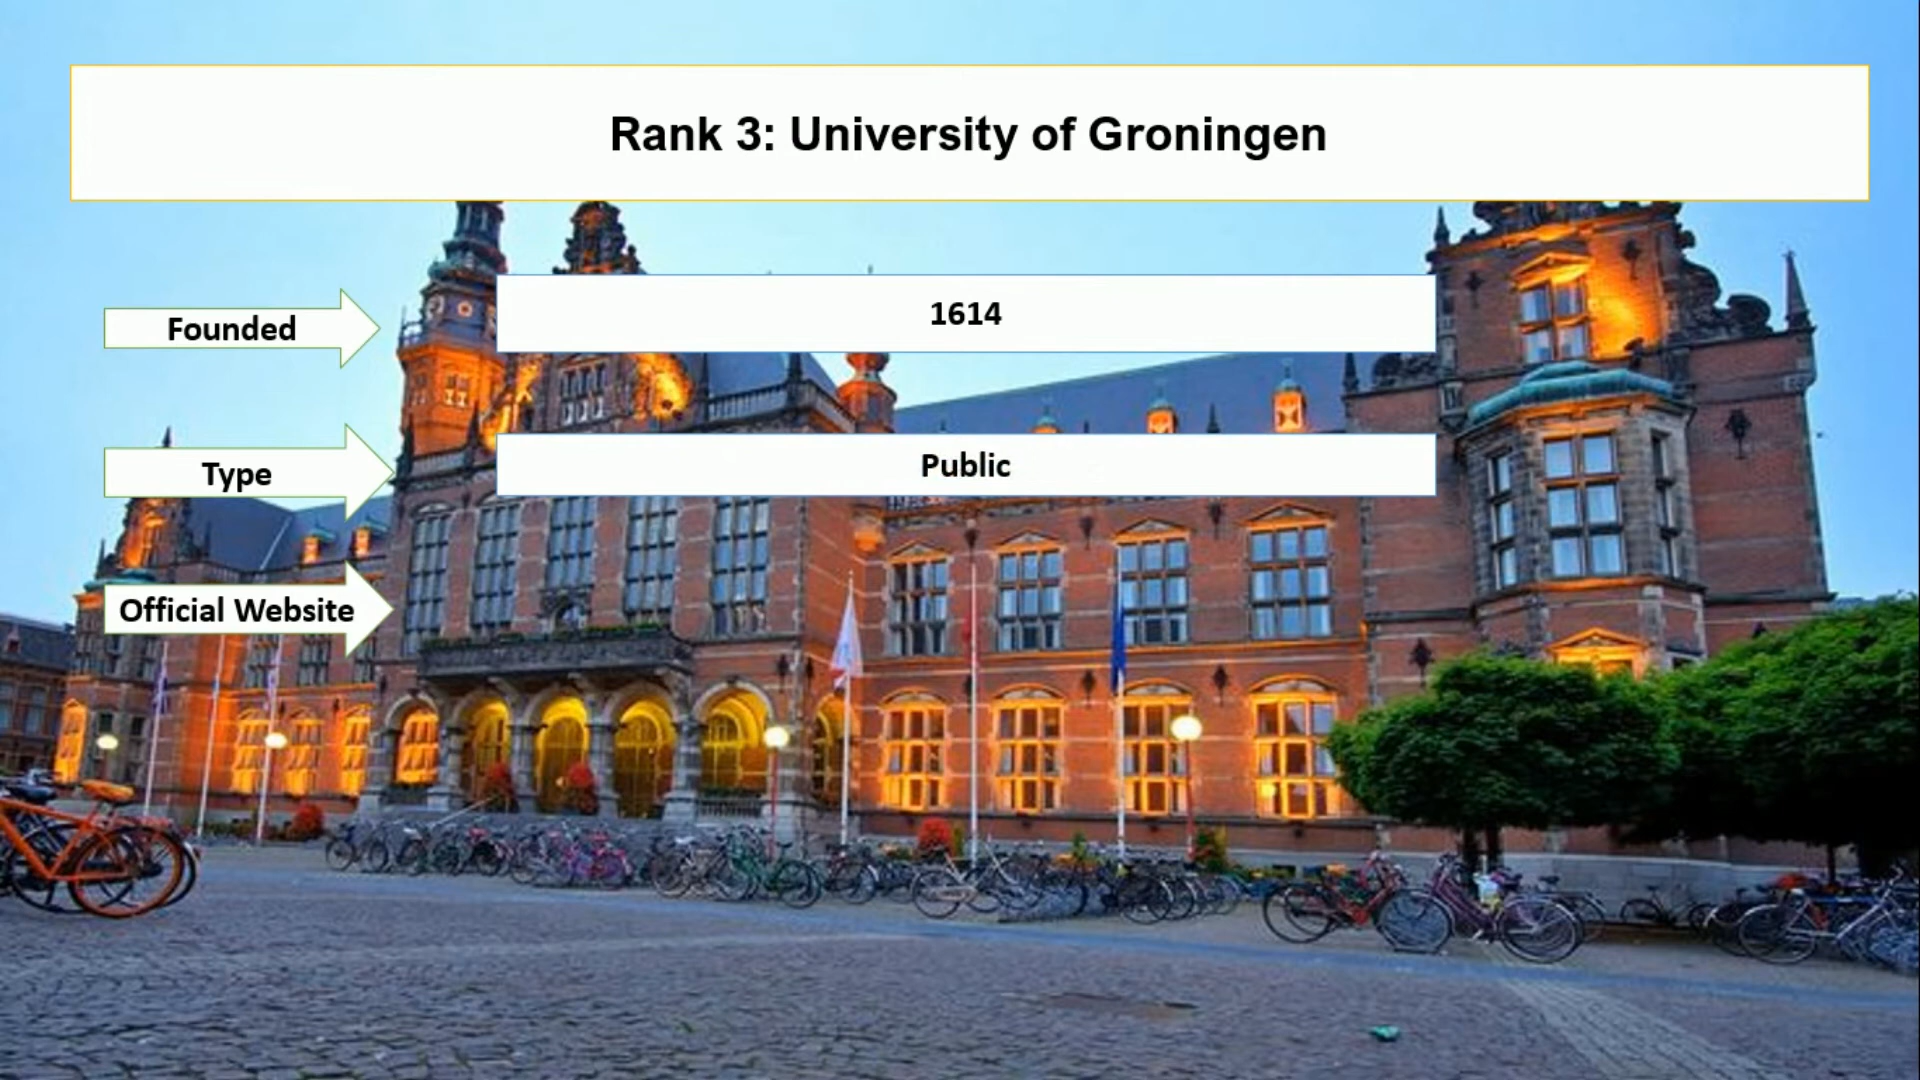 Rank 3: University of Groningen
Founded
1614
Type
Public
Official Website